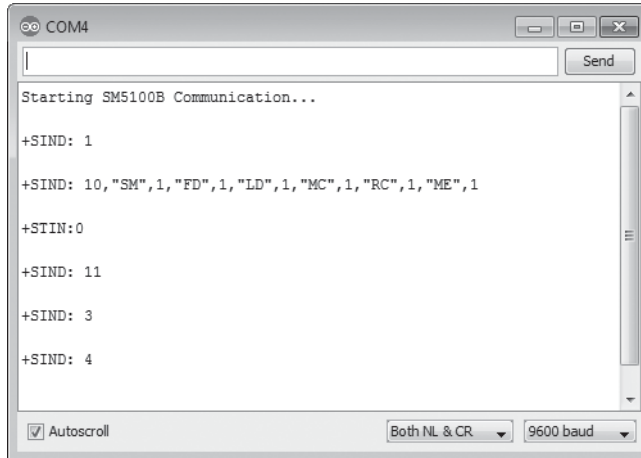 COM4
Send
Starting SM5100B Communication...
+SIND: 1
+SIND: 10,"SM",1,"FD",1,"LD",1,"MC",1,"RC",1,"ME",1
+STIN:0
+SIND: 11
+SIND: 3
+SIND: 4
Autoscroll
Both NL & CR
9600 baud